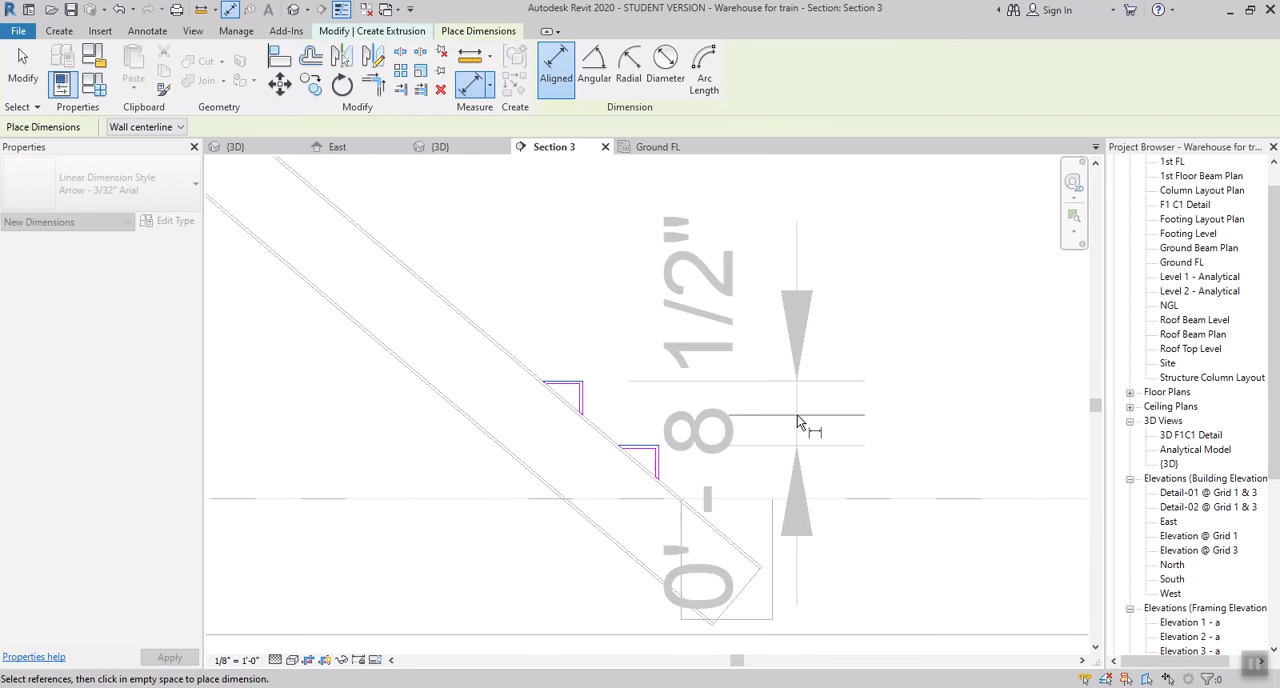 Autodesk Revit 2020 - STUDENT VERSION - Warehouse for train - Section: Section 3
Sign In
File Create Insert Annotate View Manage Add-Ins Modify | Create Extrusion Place Dimensions
Modify
Paste
Cut
Join
Aligned Angular Radial Diameter Arc Length
Select Properties Clipboard Geometry Modify Measure Create Dimension
Place Dimensions Wall centerline
Properties
{3D} East {3D} Section 3 Ground FL
Project Browser - Warehouse for tr...
Linear Dimension Style
Arrow - 3/32" Arial
New Dimensions Edit Type
0' - 8 1/2"
1st FL
1st Floor Beam Plan
Column Layout Plan
F1 C1 Detail
Footing Layout Plan
Footing Level
Ground Beam Plan
Ground FL
Level 1 - Analytical
Level 2 - Analytical
NGL
Roof Beam Level
Roof Beam Plan
Roof Top Level
Site
Structure Column Layout
Floor Plans
Ceiling Plans
3D Views
3D F1C1 Detail
Analytical Model
{3D}
Elevations (Building Elevation
Detail-01 @ Grid 1 & 3
Detail-02 @ Grid 1 & 3
East
Elevation @ Grid 1
Elevation @ Grid 3
North
South
West
Elevations (Framing Elevation
Elevation 1 - a
Elevation 2 - a
Elevation 3 - a
Properties help Apply
1/8" = 1'-0"
Select references, then click in empty space to place dimension.
:0